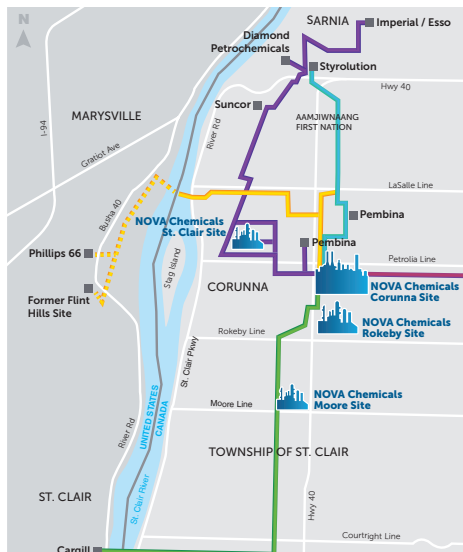 SARNIA
N
Imperial / Esso
Diamond
Petrochemicals
Styrolution
Hwy 40
Suncor
MARYSVILLE
AAMJIWNAANG
FIRST NATION
I-94
River Rd
Gratiot Ave
LaSalle Line
Busha 40
Pembina
NOVA Chemicals
St. Clair Site
Pembina
Phillips 66
Stag Island
Petrolia Line
CORUNNA
NOVA Chemicals
Corunna Site
Former Flint
Hills Site
NOVA Chemicals
Rokeby Site
Rokeby Line
St. Clair Pkwy
NOVA Chemicals
Moore Site
Moore Line
UNITED STATES
CANADA
River Rd
TOWNSHIP OF ST. CLAIR
ST. CLAIR
St. Clair River
Hwy 40
Courtright Line
Cargill